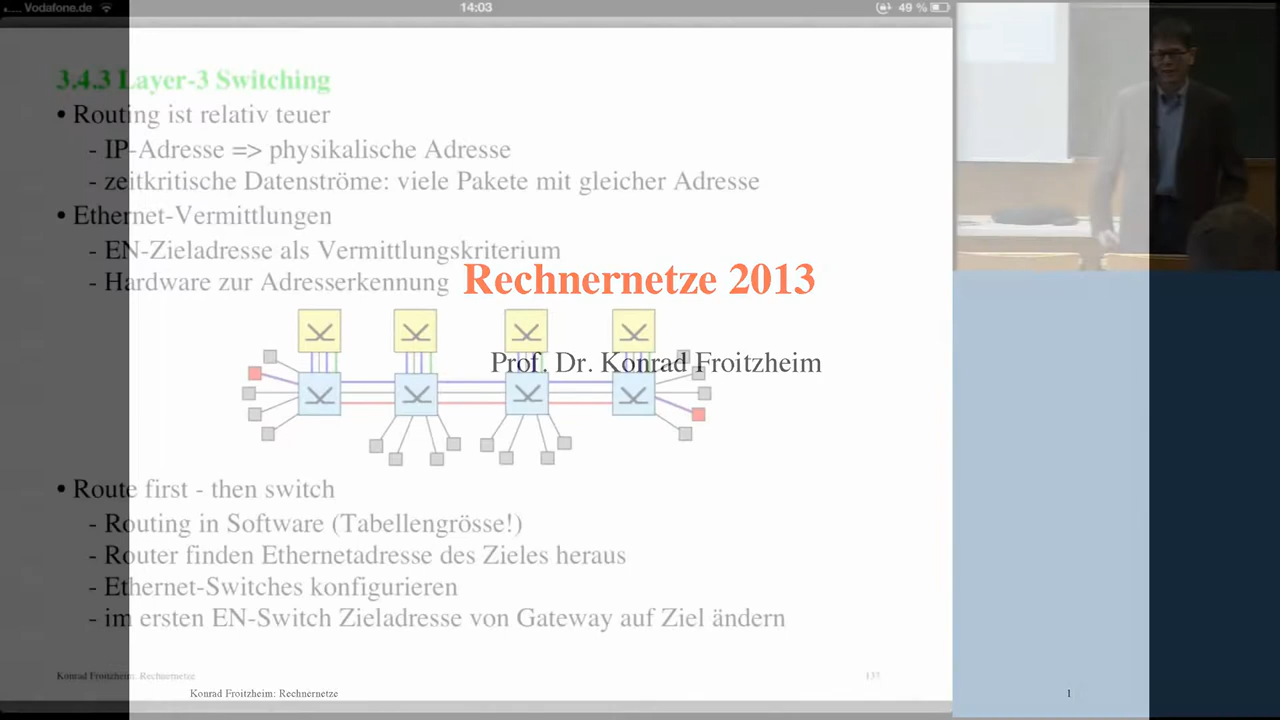 Vodafone.de 14:03 49 %
3.4.3 Layer-3 Switching
• Routing ist relativ teuer
- IP-Adresse => physikalische Adresse
- zeitkritische Datenströme: viele Pakete mit gleicher Adresse
• Ethernet-Vermittlungen
- EN-Zieladresse als Vermittlungskriterium
- Hardware zur Adresserkennung
Rechnernetze 2013
Prof. Dr. Konrad Froitzheim
• Route first - then switch
- Routing in Software (Tabellengrösse!)
- Router finden Ethernetadresse des Zieles heraus
- Ethernet-Switches konfigurieren
- im ersten EN-Switch Zieladresse von Gateway auf Ziel ändern
Konrad Froitzheim: Rechnernetze
Konrad Froitzheim: Rechnernetze 1